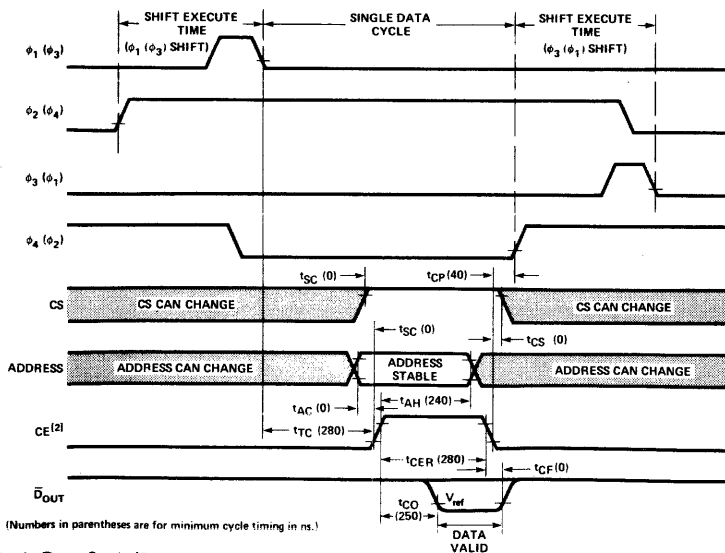 SHIFT EXECUTE TIME (ϕ1 (ϕ3) SHIFT)
SINGLE DATA CYCLE
SHIFT EXECUTE TIME (ϕ3 (ϕ1) SHIFT)
ϕ1 (ϕ3)
ϕ2 (ϕ4)
ϕ3 (ϕ1)
ϕ4 (ϕ2)
tSC (0)
tCP (40)
CS
CS CAN CHANGE
CS CAN CHANGE
tSC (0)
tCS (0)
ADDRESS
ADDRESS CAN CHANGE
ADDRESS STABLE
ADDRESS CAN CHANGE
tAC (0)
tAH (240)
CE[2]
tTC (280)
tCER (280)
tCF (0)
D̅OUT
tCO (250)
Vref
DATA VALID
(Numbers in parentheses are for minimum cycle timing in ns.)